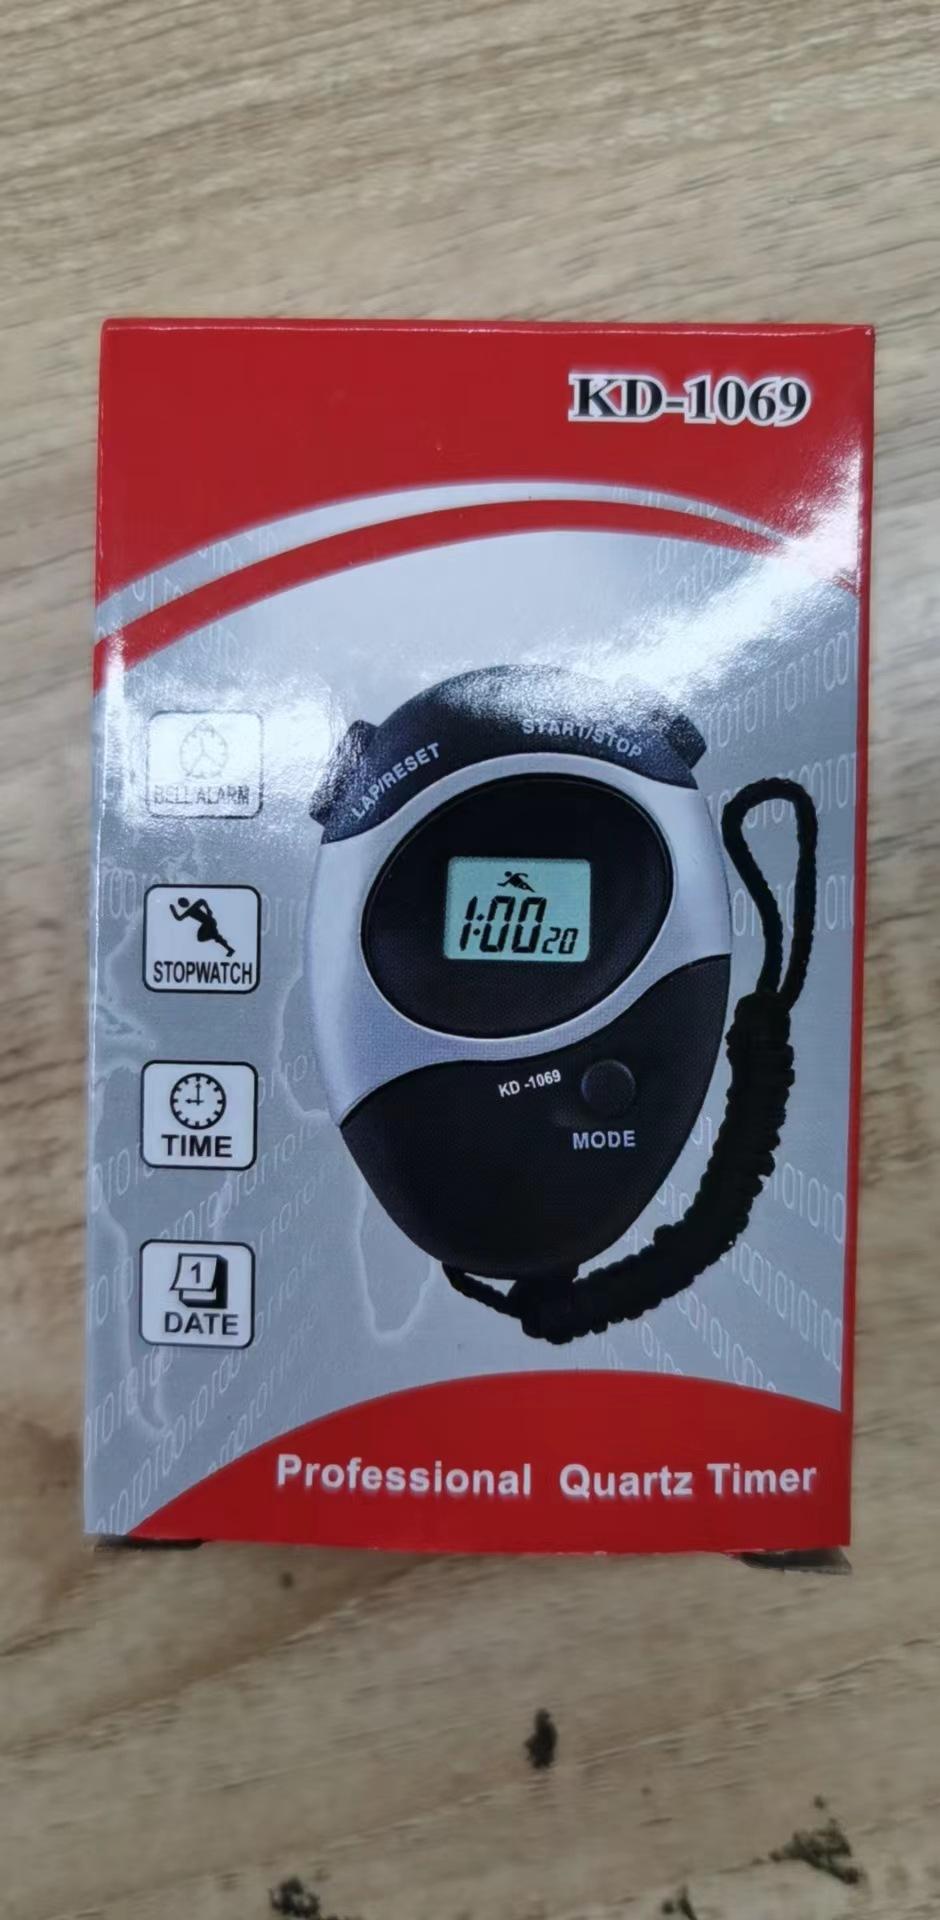 KD-1069
LAP/RESET
START/STOP
BELL ALARM
1:00 20
STOPWATCH
KD -1069
MODE
TIME
1
DATE
Professional Quartz Timer